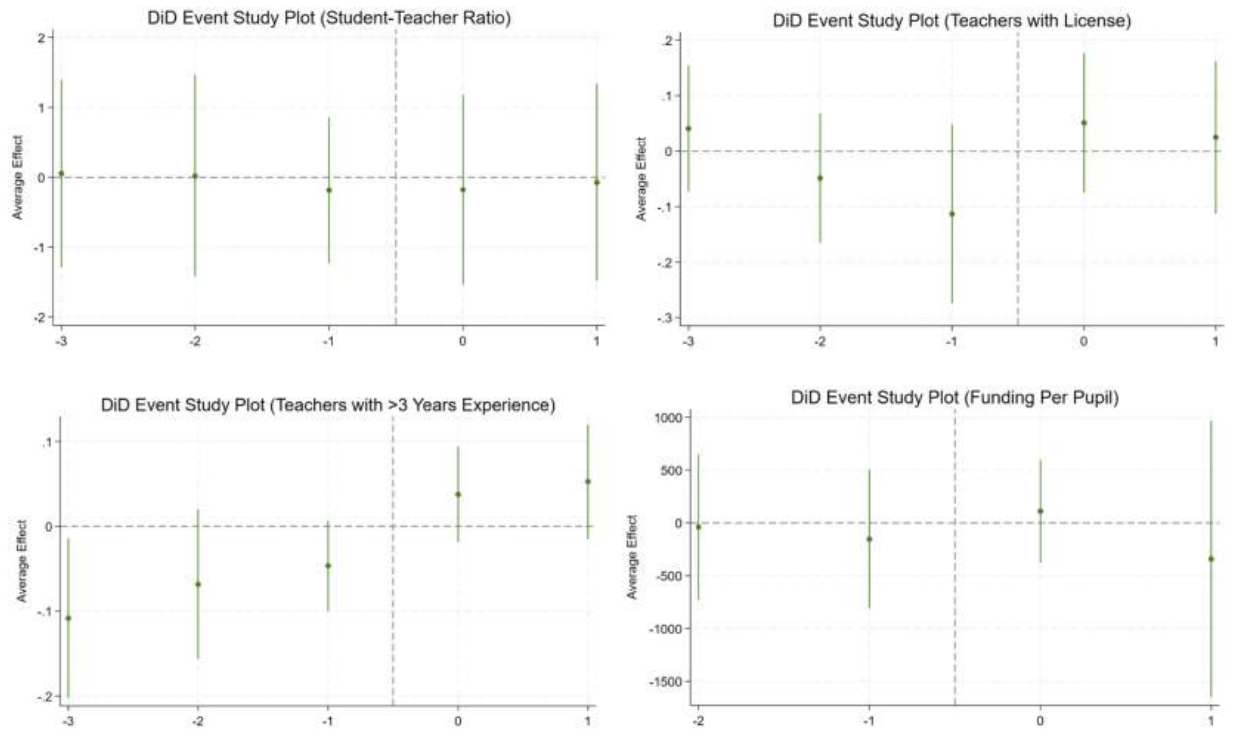 DiD Event Study Plot (Student-Teacher Ratio)
2
1
0
-1
-2
Average Effect
-3 -2 -1 0 1
DiD Event Study Plot (Teachers with License)
.2
.1
0
-.1
-.2
-.3
Average Effect
-3 -2 -1 0 1
DiD Event Study Plot (Teachers with >3 Years Experience)
.1
0
-.1
-.2
Average Effect
-3 -2 -1 0 1
DiD Event Study Plot (Funding Per Pupil)
1000
500
0
-500
-1000
-1500
Average Effect
-2 -1 0 1